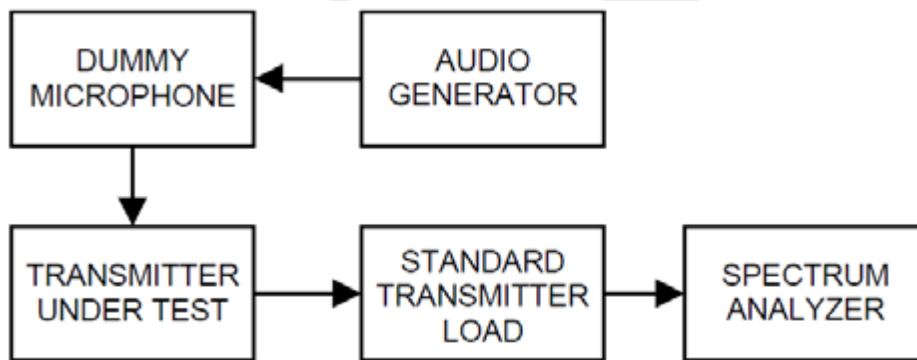 DUMMY
MICROPHONE
AUDIO
GENERATOR
TRANSMITTER
UNDER TEST
STANDARD
TRANSMITTER
LOAD
SPECTRUM
ANALYZER